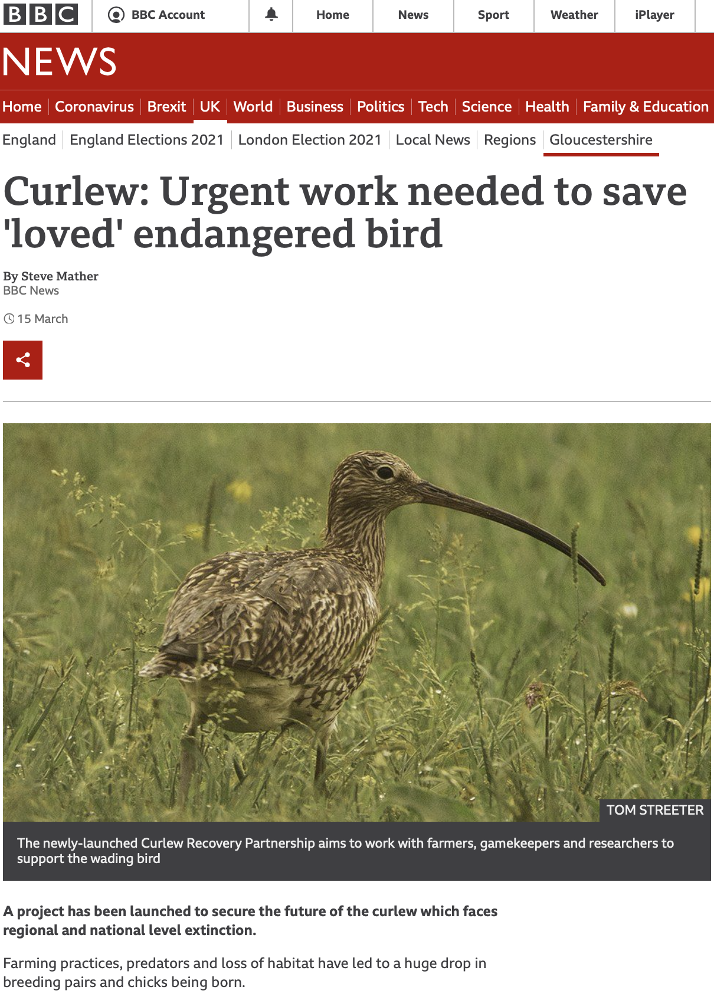 BBC
BBC Account
Home
News
Sport
Weather
iPlayer
NEWS
Home
Coronavirus
Brexit
UK
World
Business
Politics
Tech
Science
Health
Family & Education
England
England Elections 2021
London Election 2021
Local News
Regions
Gloucestershire
Curlew: Urgent work needed to save
'loved' endangered bird
By Steve Mather
BBC News
15 March
TOM STREETER
The newly-launched Curlew Recovery Partnership aims to work with farmers, gamekeepers and researchers to
support the wading bird
A project has been launched to secure the future of the curlew which faces
regional and national level extinction.
Farming practices, predators and loss of habitat have led to a huge drop in
breeding pairs and chicks being born.